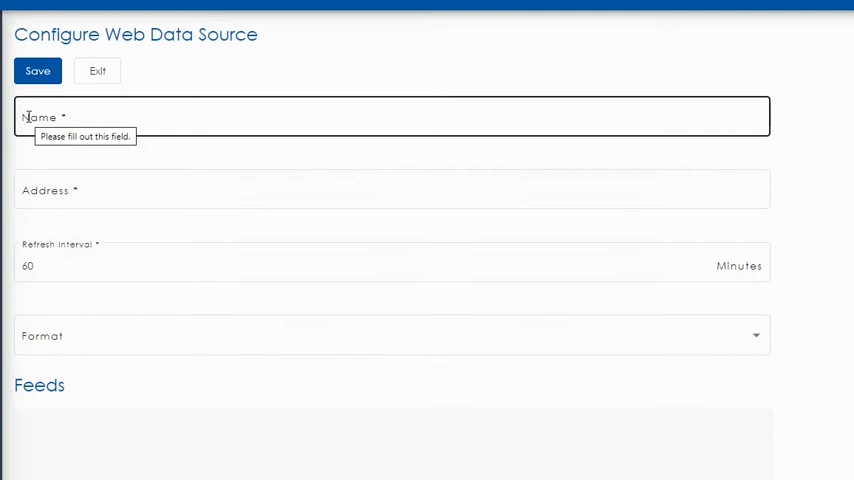 Configure Web Data Source
Save Exit
Name *
Please fill out this field.
Address *
Refresh Interval *
60 Minutes
Format
Feeds